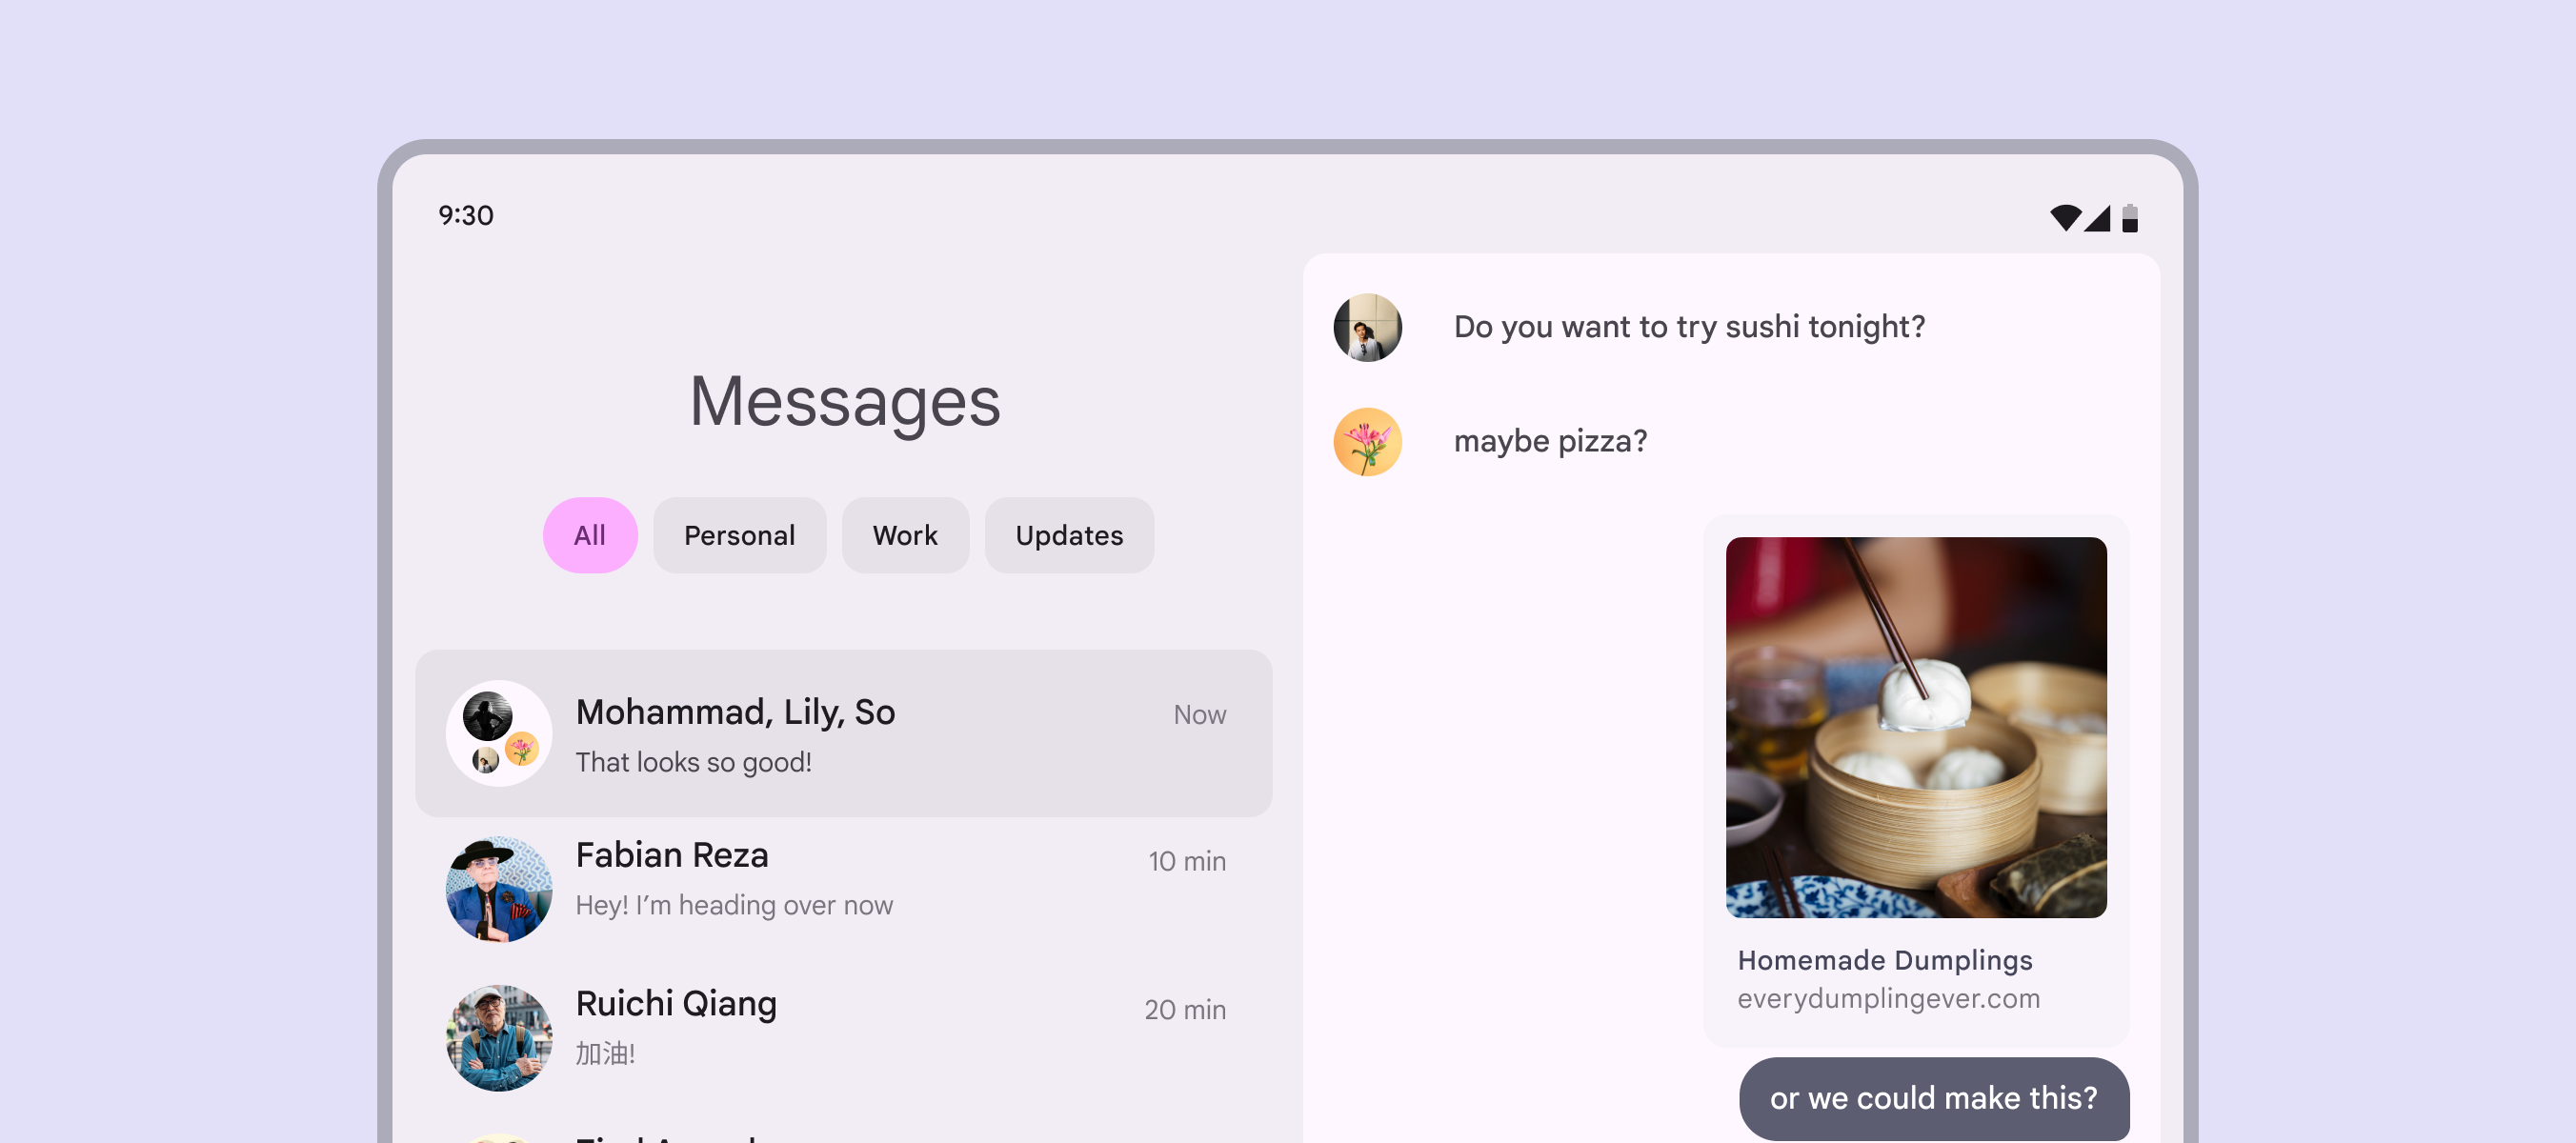 9:30
Messages
All
Personal
Work
Updates
Mohammad, Lily, So
Now
That looks so good!
Fabian Reza
10 min
Hey! I’m heading over now
Ruichi Qiang
20 min
加油!
Do you want to try sushi tonight?
maybe pizza?
Homemade Dumplings
everydumplingever.com
or we could make this?